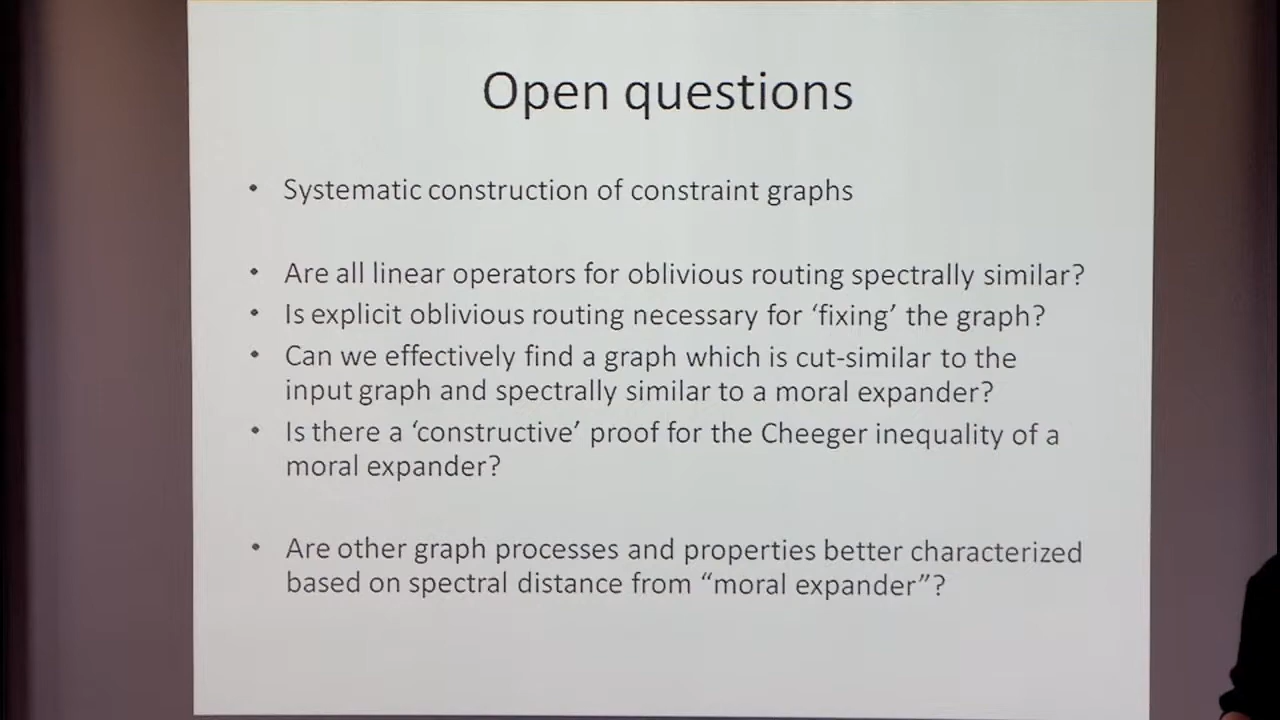 Open questions
• Systematic construction of constraint graphs
• Are all linear operators for oblivious routing spectrally similar?
• Is explicit oblivious routing necessary for ‘fixing’ the graph?
• Can we effectively find a graph which is cut-similar to the
input graph and spectrally similar to a moral expander?
• Is there a ‘constructive’ proof for the Cheeger inequality of a
moral expander?
• Are other graph processes and properties better characterized
based on spectral distance from “moral expander”?